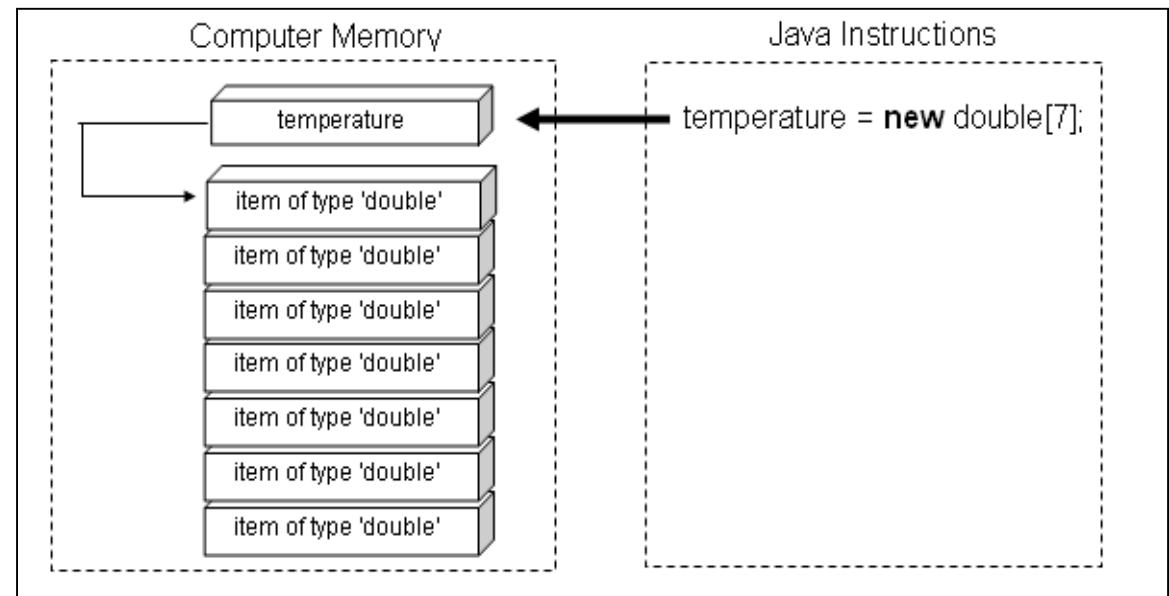 Computer Memory
Java Instructions
temperature
temperature = new double[7];
item of type 'double'
item of type 'double'
item of type 'double'
item of type 'double'
item of type 'double'
item of type 'double'
item of type 'double'